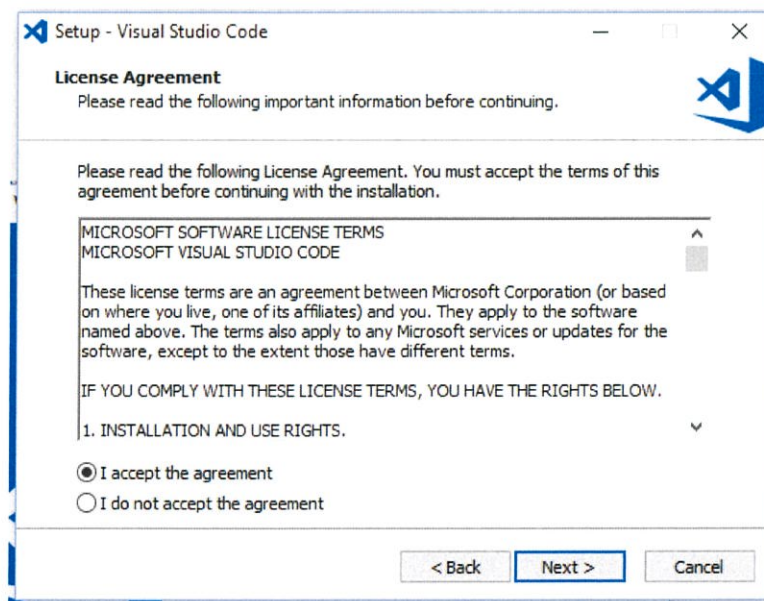 Setup - Visual Studio Code
License Agreement
Please read the following important information before continuing.
Please read the following License Agreement. You must accept the terms of this
agreement before continuing with the installation.
MICROSOFT SOFTWARE LICENSE TERMS
MICROSOFT VISUAL STUDIO CODE
These license terms are an agreement between Microsoft Corporation (or based
on where you live, one of its affiliates) and you. They apply to the software
named above. The terms also apply to any Microsoft services or updates for the
software, except to the extent those have different terms.
IF YOU COMPLY WITH THESE LICENSE TERMS, YOU HAVE THE RIGHTS BELOW.
1. INSTALLATION AND USE RIGHTS.
I accept the agreement
I do not accept the agreement
< Back Next > Cancel